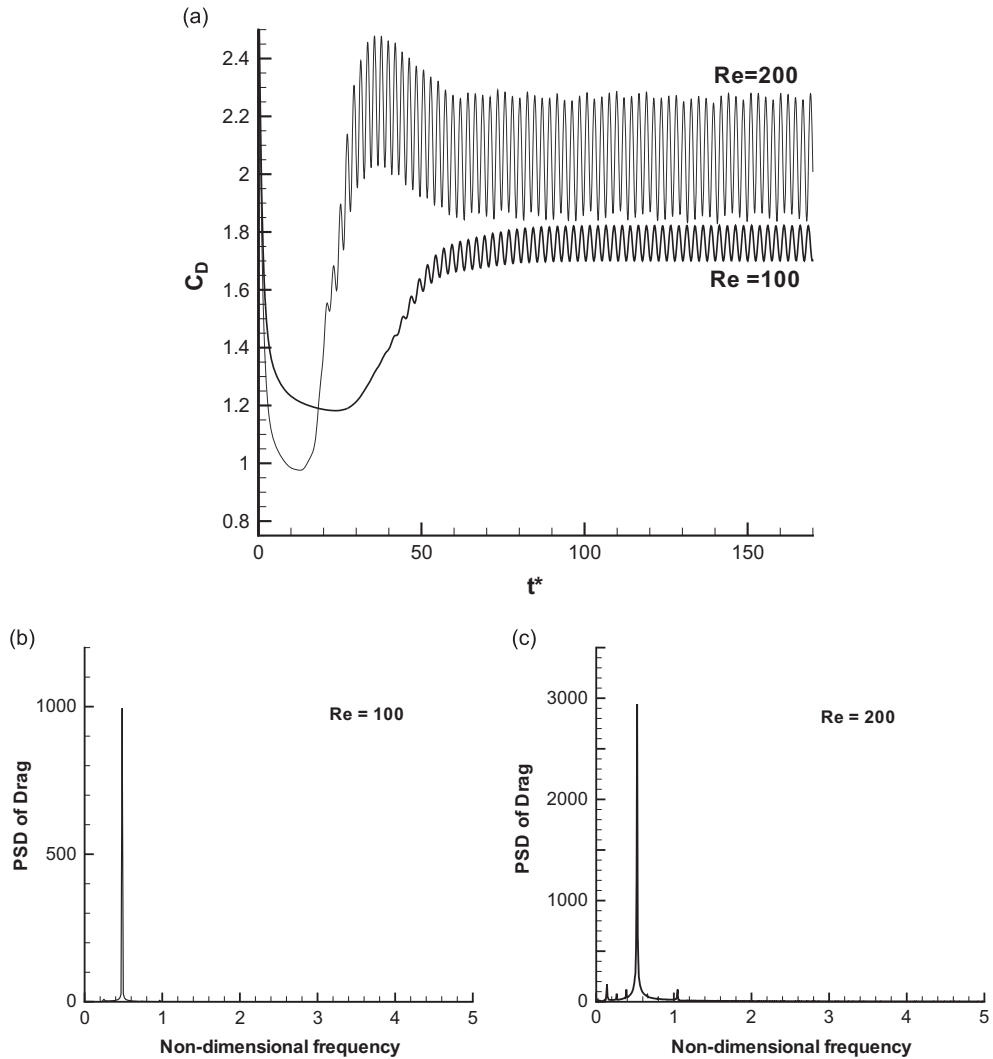 (a)
2.4
2.2
2
1.8
1.6
1.4
1.2
1
0.8
C_D
Re=200
Re =100
0 50 100 150
t*
(b)
1000
500
0
PSD of Drag
Re = 100
0 1 2 3 4 5
Non-dimensional frequency
(c)
3000
2000
1000
0
PSD of Drag
Re = 200
0 1 2 3 4 5
Non-dimensional frequency